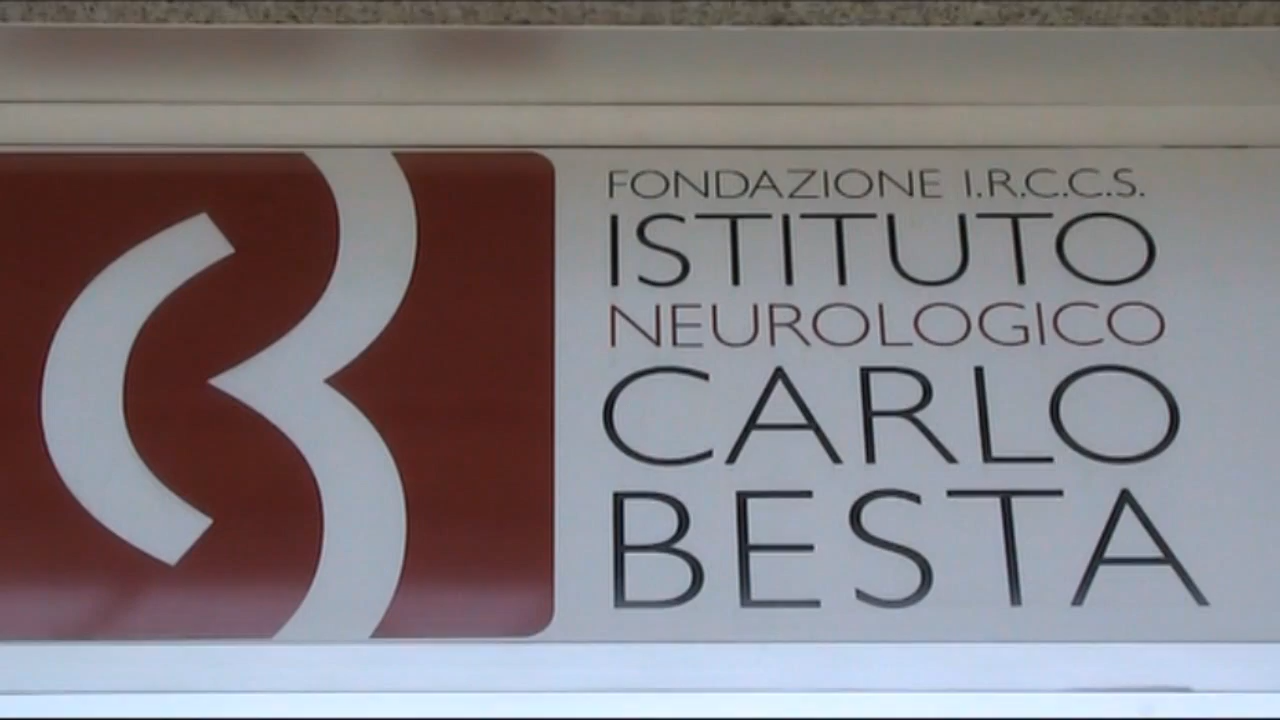 FONDAZIONE I.R.C.C.S.
ISTITUTO
NEUROLOGICO
CARLO
BESTA